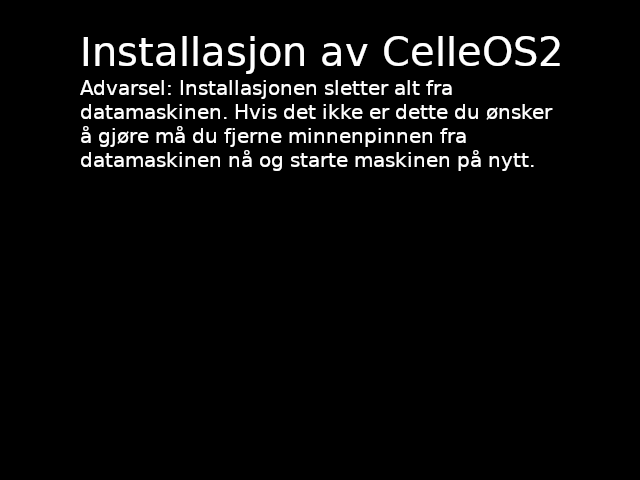 Installasjon av CelleOS2
Advarsel: Installasjonen sletter alt fra
datamaskinen. Hvis det ikke er dette du ønsker
å gjøre må du fjerne minnenpinnen fra
datamaskinen nå og starte maskinen på nytt.